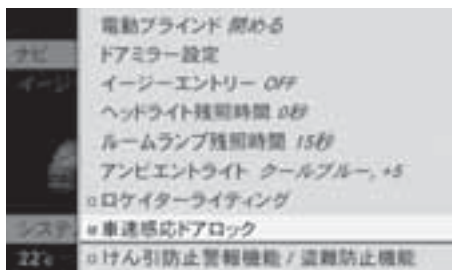 電動ブラインド 閉める
ドアミラー設定
ナビ
イージーエントリー OFF
イージ
ヘッドライト残照時間 0秒
ルームランプ残照時間 15秒
アンビエントライト クールブルー, +5
ロケイターライティング
システ
車速感応ドアロック
けん引防止警報機能 / 盗難防止機能